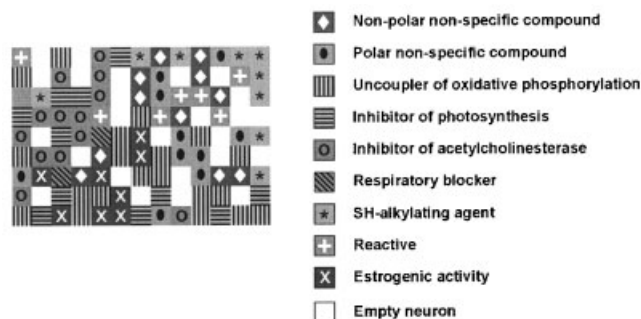 Non-polar non-specific compound
Polar non-specific compound
Uncoupler of oxidative phosphorylation
Inhibitor of photosynthesis
Inhibitor of acetylcholinesterase
Respiratory blocker
SH-alkylating agent
Reactive
Estrogenic activity
Empty neuron